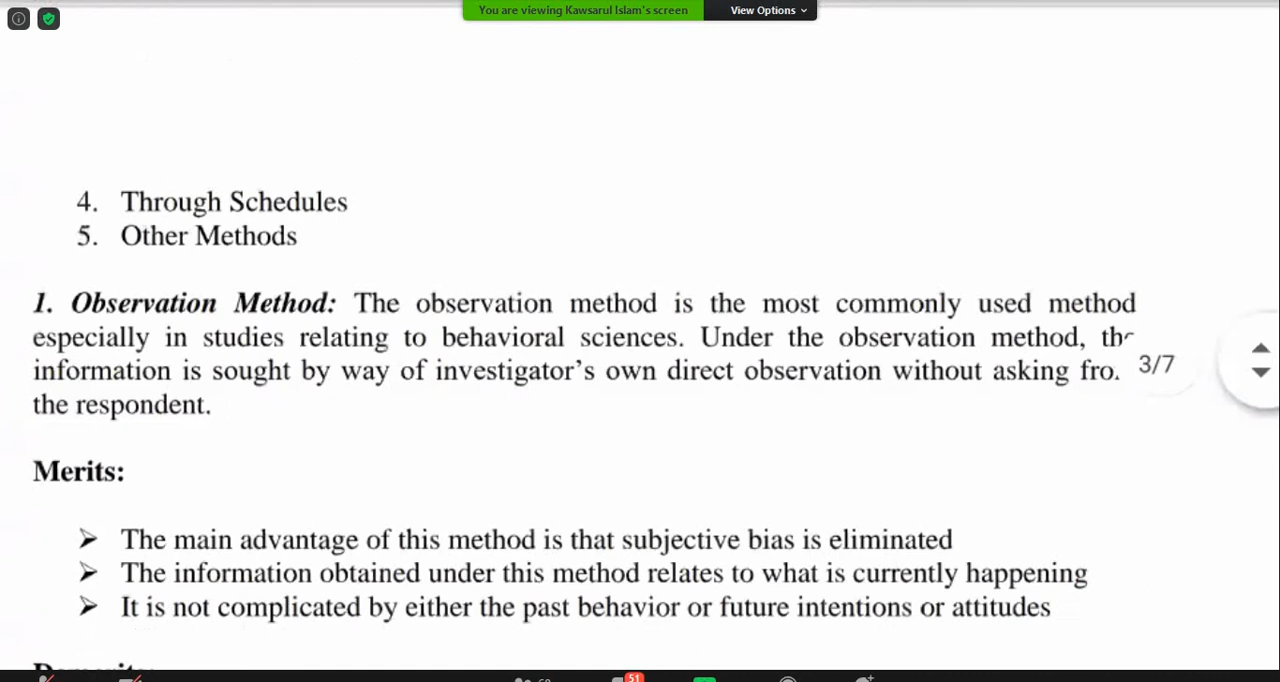 You are viewing Kawsarul Islam's screen View Options
4. Through Schedules
5. Other Methods
1. Observation Method: The observation method is the most commonly used method
especially in studies relating to behavioral sciences. Under the observation method,
information is sought by way of investigator's own direct observation without asking
3/7
the respondent.
Merits:
➢ The main advantage of this method is that subjective bias is eliminated
➢ The information obtained under this method relates to what is currently happening
➢ It is not complicated by either the past behavior or future intentions or attitudes
51